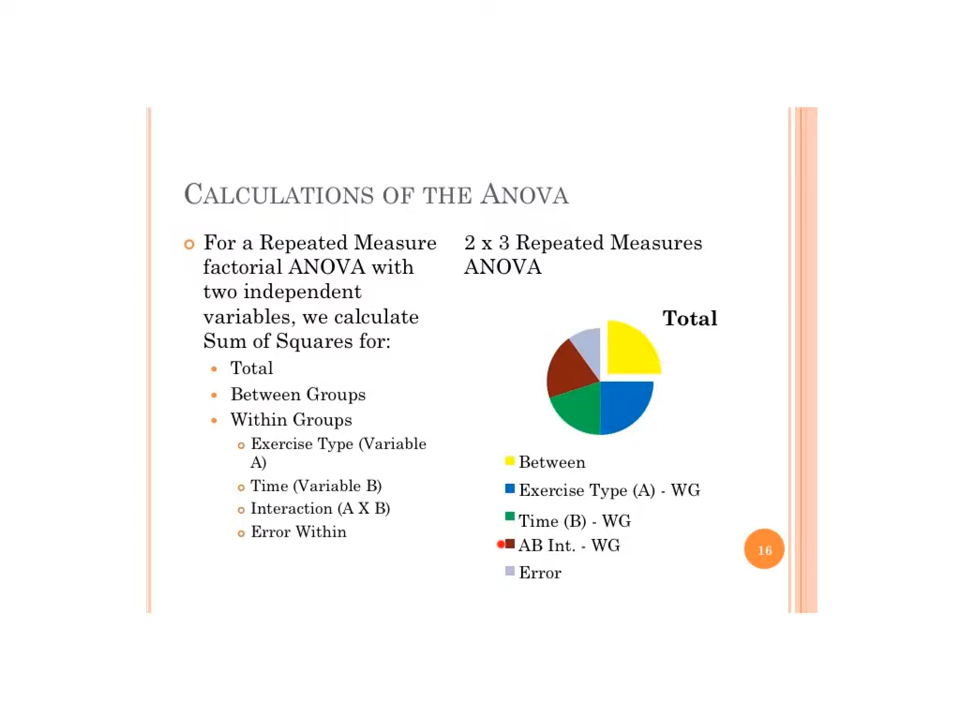 CALCULATIONS OF THE ANOVA
For a Repeated Measure
factorial ANOVA with
two independent
variables, we calculate
Sum of Squares for:
Total
Between Groups
Within Groups
Exercise Type (Variable
A)
Time (Variable B)
Interaction (A X B)
Error Within
2 x 3 Repeated Measures
ANOVA
Total
Between
Exercise Type (A) - WG
Time (B) - WG
AB Int. - WG
Error
16